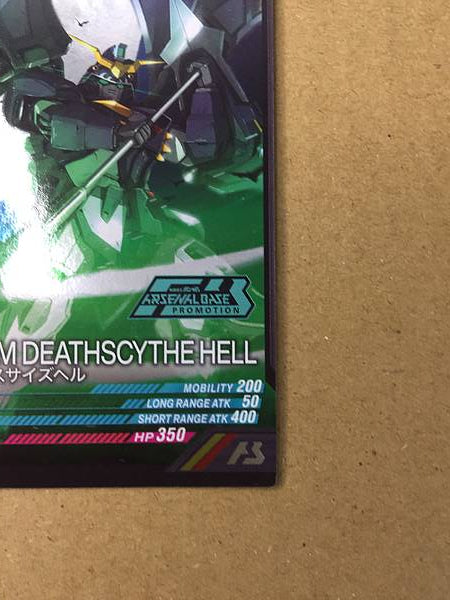 ARSENAL BASE
PROMOTION
M DEATHSCYTHE HELL
スサイズヘル
MOBILITY 200
LONG RANGE ATK 50
SHORT RANGE ATK 400
HP 350